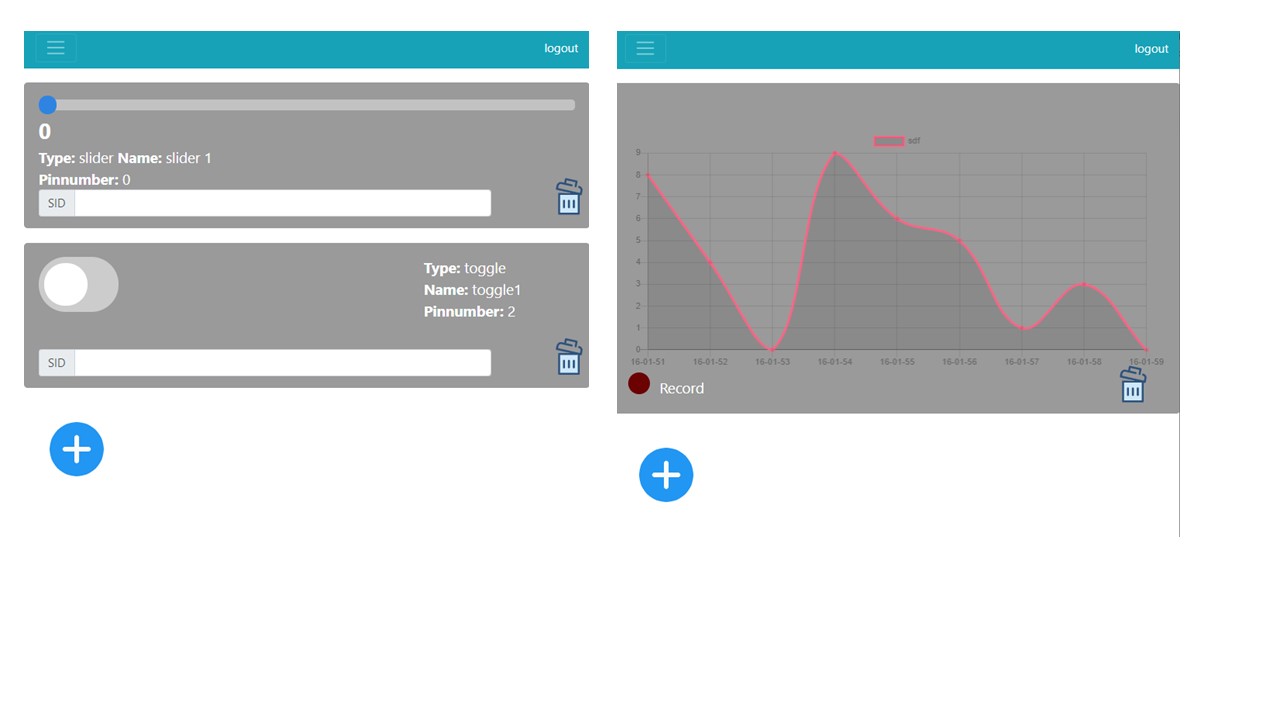 logout
0
Type: slider Name: slider 1
Pinnumber: 0
SID
Type: toggle
Name: toggle1
Pinnumber: 2
SID
logout
sdf
9
8
7
6
5
4
3
2
1
0
16-01-51 16-01-52 16-01-53 16-01-54 16-01-55 16-01-56 16-01-57 16-01-58 16-01-59
Record